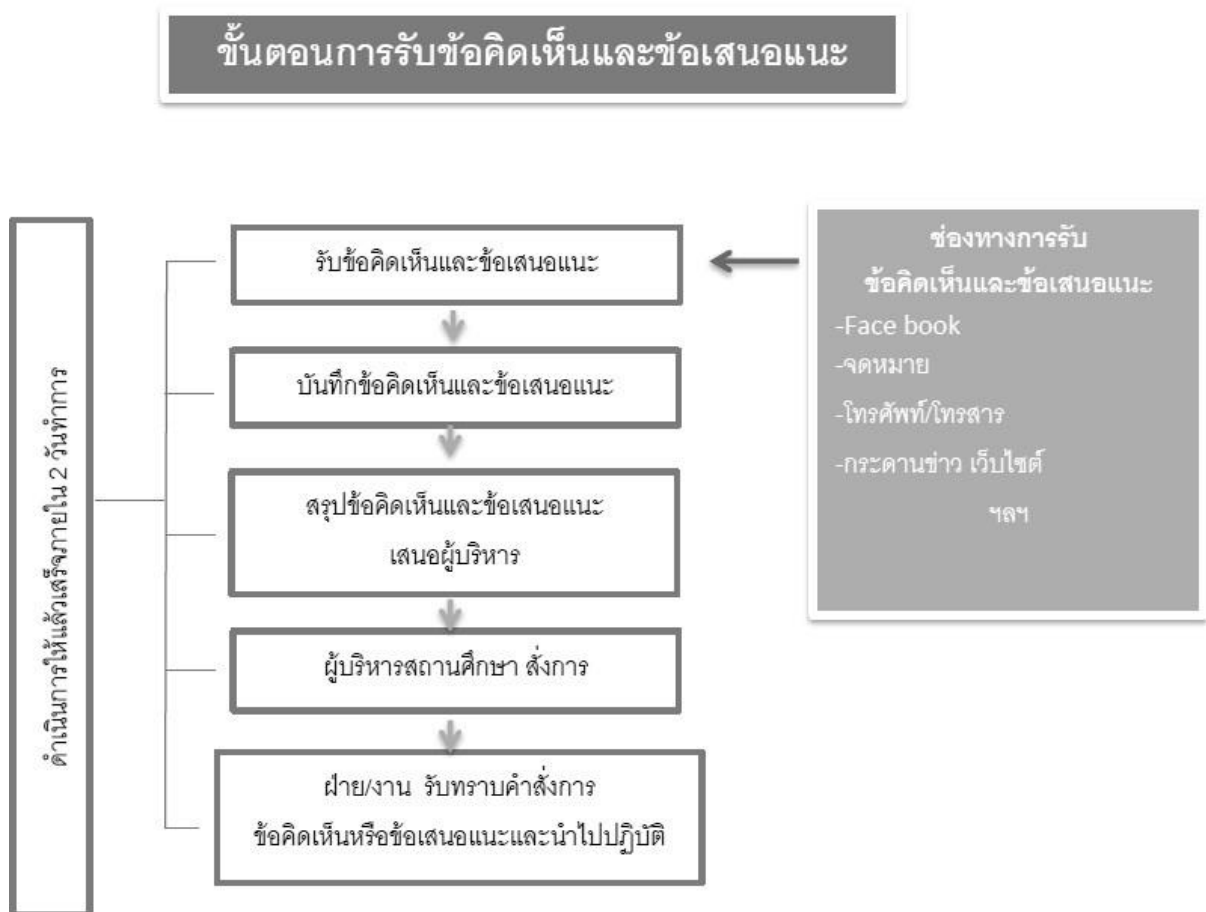 ขั้นตอนการรับข้อคิดเห็นและข้อเสนอแนะ
ดำเนินการให้แล้วเสร็จภายใน 2 วันทำการ
รับข้อคิดเห็นและข้อเสนอแนะ
บันทึกข้อคิดเห็นและข้อเสนอแนะ
สรุปข้อคิดเห็นและข้อเสนอแนะ
เสนอผู้บริหาร
ผู้บริหารสถานศึกษา สั่งการ
ฝ่าย/งาน รับทราบคำสั่งการ
ข้อคิดเห็นหรือข้อเสนอแนะและนำไปปฏิบัติ
ช่องทางการรับ
ข้อคิดเห็นและข้อเสนอแนะ
-Face book
-จดหมาย
-โทรศัพท์/โทรสาร
-กระดานข่าว เว็บไซต์
ฯลฯ